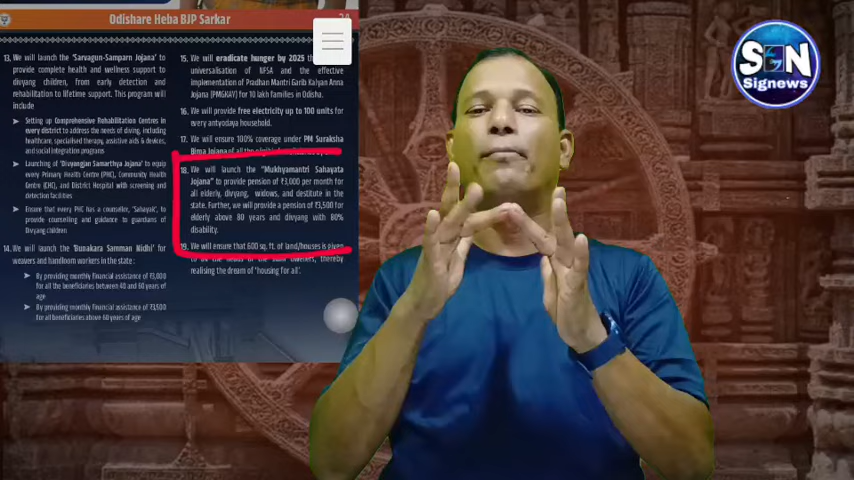 Odishare Heba BJP Sarkar
13. We will launch the 'Sarvagun-Samparn Jojana' to
provide complete health and wellness support to
divyang children, from early detection and
rehabilitation to lifetime support. This program will
include
Setting up Comprehensive Rehabilitation Centres in
every district to address the needs of divyang, including
healthcare, specialised therapy, assistive aids & devices,
and social integration programs
Launching of 'Divyangjan Samarthya Jojana' to equip
every Primary Health Centre (PHC), Community Health
Centre (CHC), and District Hospital with screening and
detection facilities
Ensure that every PHC has a counsellor, 'Sahayak', to
provide counselling and guidance to guardians of
Divyang children
14. We will launch the 'Bunakara Samman Nidhi' for
weavers and handloom workers in the state:
By providing monthly financial assistance of
for all the beneficiaries between 40 and 60 years of
age
By providing monthly financial assistance of ₹3,500
for all beneficiaries above 60 years of age
15. We will eradicate hunger by 2025
universalisation of NFSA and the effective
implementation of Pradhan Mantri Garib Kalyan Anna
Jojana (PMGKAY) for 10 lakh families in Odisha.
16. We will provide free electricity up to 100 units for
every antyodaya household.
17. We will ensure 100% coverage under PM Suraksha
Bima Jojana of all the
18. We will launch the "Mukhyamantri Sahayata
Jojana" to provide pension of ₹3,000 per month for
all elderly, divyang, widows, and destitute in the
state. Further, we will provide a pension of ₹3,500 for
elderly above 80 years and divyang with 80%
disability.
19. We will ensure that 600 sq. ft. of land/houses is given
to all the dwellers, thereby
realising the dream of 'housing for all'.
SGN
Signews